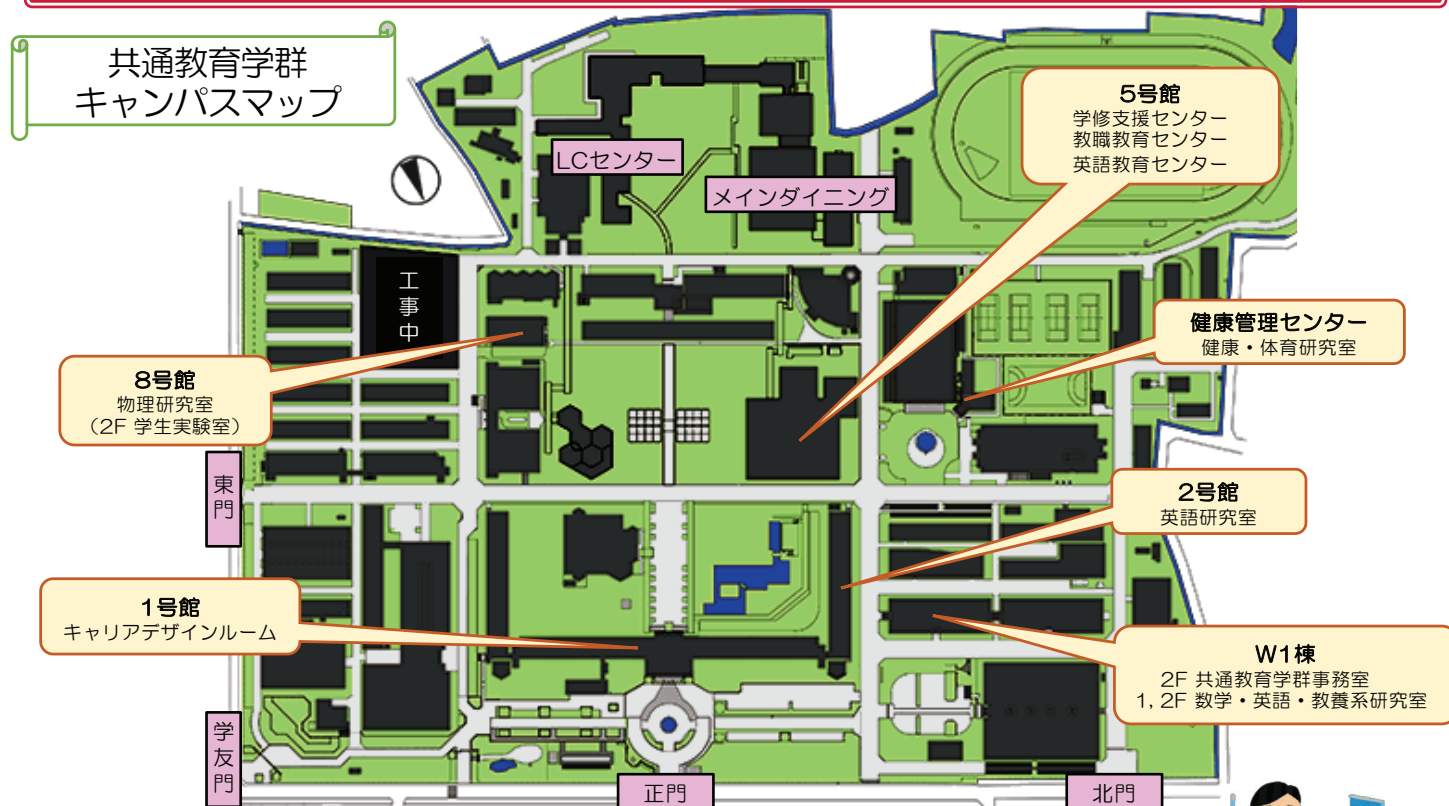 共通教育学群
キャンパスマップ
5号館
学修支援センター
教職教育センター
英語教育センター
LCセンター
メインダイニング
工事中
健康管理センター
健康・体育研究室
8号館
物理研究室
（2F 学生実験室）
東門
2号館
英語研究室
1号館
キャリアデザインルーム
W1棟
2F 共通教育学群事務室
1, 2F 数学・英語・教養系研究室
学友門
正門
北門